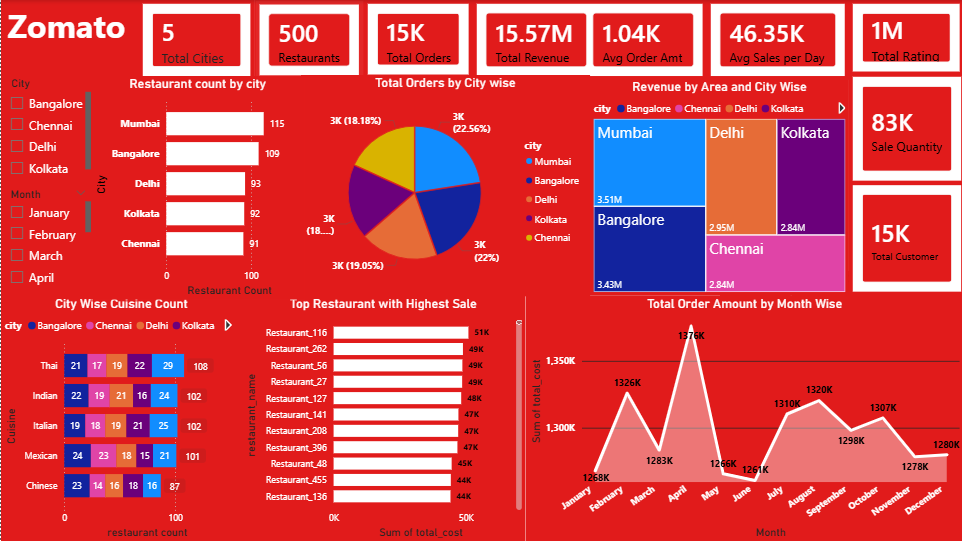 Zomato
5
Total Cities
500
Restaurants
15K
Total Orders
15.57M
Total Revenue
1.04K
Avg Order Amt
46.35K
Avg Sales per Day
1M
Total Rating
City
Bangalore
Chennai
Delhi
Kolkata
Month
January
February
March
April
Restaurant count by city
City
Mumbai
115
Bangalore
109
Delhi
93
Kolkata
92
Chennai
91
0
100
Restaurant Count
Total Orders by City wise
3K (18.18%)
3K
(22.56%)
3K
(18....)
3K (19.05%)
3K
(22%)
city
Mumbai
Bangalore
Delhi
Kolkata
Chennai
Revenue by Area and City Wise
city Bangalore Chennai Delhi Kolkata
Mumbai
3.51M
Bangalore
3.43M
Delhi
2.95M
Kolkata
2.84M
Chennai
2.84M
83K
Sale Quantity
15K
Total Customer
City Wise Cuisine Count
city Bangalore Chennai Delhi Kolkata
Cuisine
Thai 21 17 19 22 29 108
Indian 22 19 21 16 24 102
Italian 19 18 19 21 25 102
Mexican 24 23 18 15 21 101
Chinese 23 14 16 18 16 87
0
100
restaurant count
Top Restaurant with Highest Sale
restaurant_name
Restaurant_116 51K
Restaurant_262 49K
Restaurant_56 49K
Restaurant_27 49K
Restaurant_127 48K
Restaurant_141 47K
Restaurant_208 47K
Restaurant_396 47K
Restaurant_48 45K
Restaurant_455 44K
Restaurant_136 44K
0K
50K
Sum of total_cost
Total Order Amount by Month Wise
Sum of total_cost
1,350K
1,300K
1268K
1326K
1283K
1376K
1266K
1261K
1310K
1320K
1298K
1307K
1278K
1280K
January
February
March
April
May
June
July
August
September
October
November
December
Month